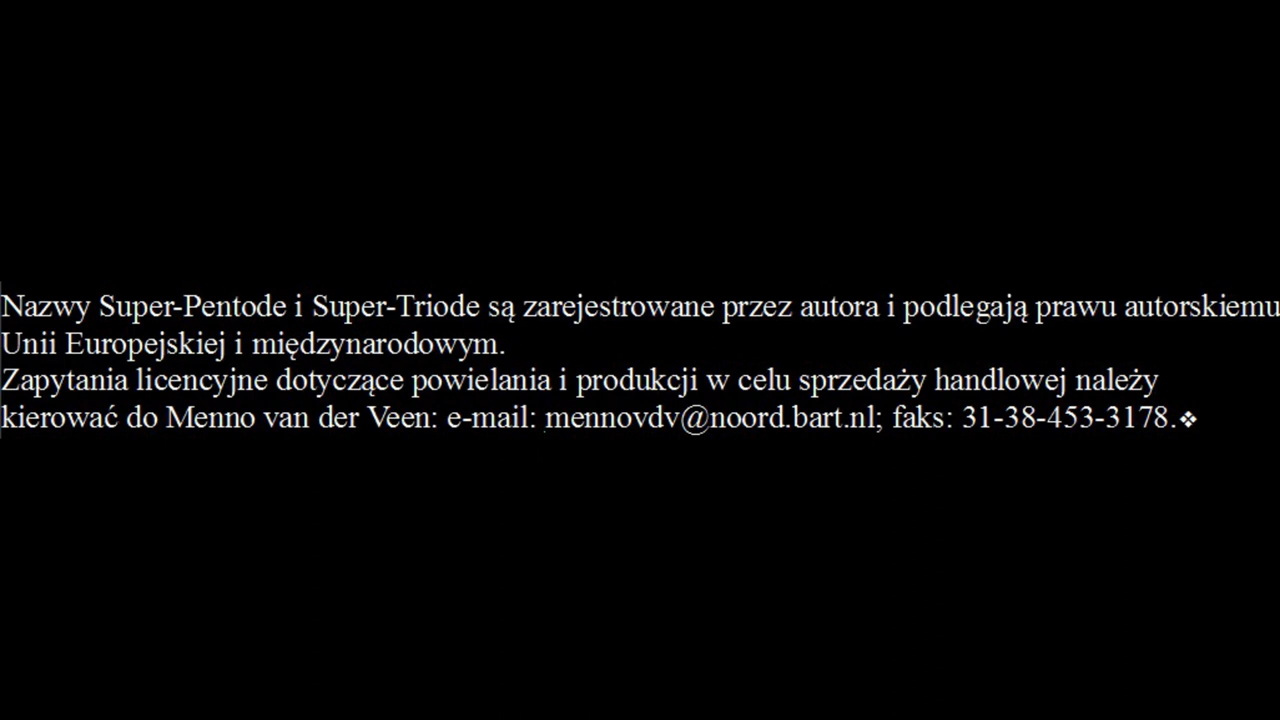 Nazwy Super-Pentode i Super-Triode są zarejestrowane przez autora i podlegają prawu autorskiemu
Unii Europejskiej i międzynarodowym.
Zapytania licencyjne dotyczące powielania i produkcji w celu sprzedaży handlowej należy
kierować do Menno van der Veen: e-mail: mennovdv@noord.bart.nl; faks: 31-38-453-3178.❖